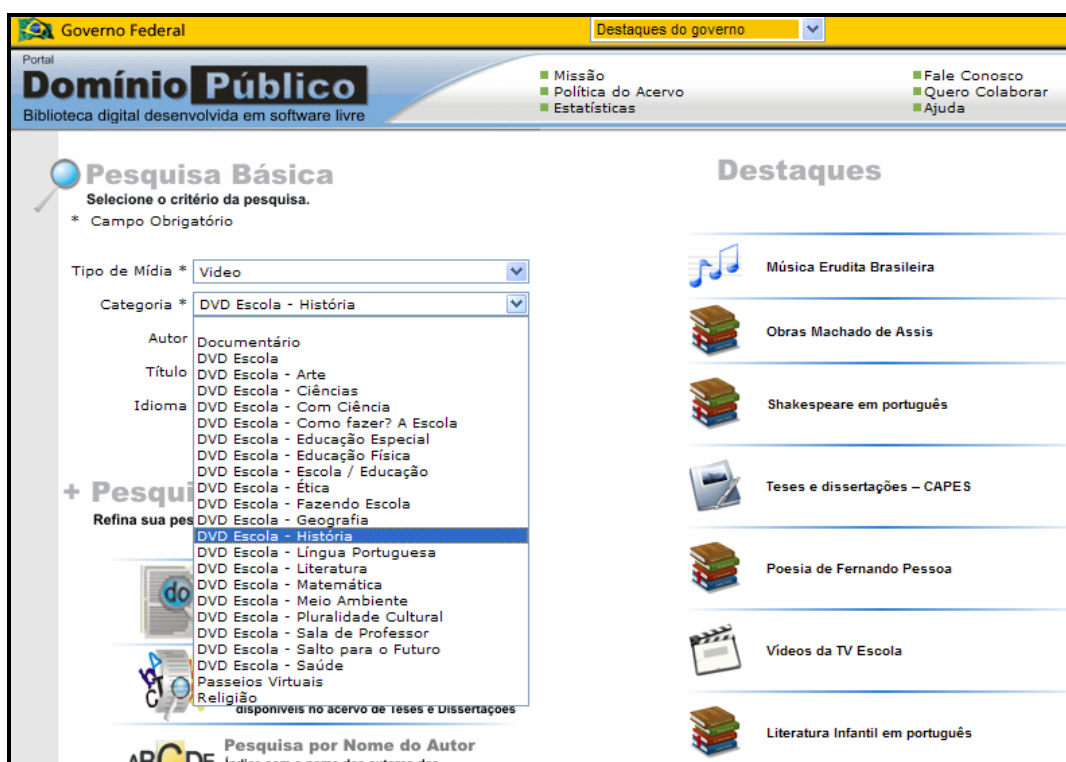 Governo Federal
Destaques do governo
Portal
Domínio Público
Biblioteca digital desenvolvida em software livre
Missão
Política do Acervo
Estatísticas
Fale Conosco
Quero Colaborar
Ajuda
Pesquisa Básica
Selecione o critério da pesquisa.
* Campo Obrigatório
Tipo de Mídia * Video
Categoria * DVD Escola - História
Autor
Título
Idioma
Documentário
DVD Escola
DVD Escola - Arte
DVD Escola - Ciências
DVD Escola - Com Ciência
DVD Escola - Como fazer? A Escola
DVD Escola - Educação Especial
DVD Escola - Educação Física
DVD Escola - Escola / Educação
DVD Escola - Ética
DVD Escola - Fazendo Escola
DVD Escola - Geografia
DVD Escola - História
DVD Escola - Língua Portuguesa
DVD Escola - Literatura
DVD Escola - Matemática
DVD Escola - Meio Ambiente
DVD Escola - Pluralidade Cultural
DVD Escola - Sala de Professor
DVD Escola - Salto para o Futuro
DVD Escola - Saúde
Passeios Virtuais
Religião
+ Pesqui
Refina sua pes
do
disponíveis no acervo de Teses e Dissertações
ABCDE
Pesquisa por Nome do Autor
Destaques
Música Erudita Brasileira
Obras Machado de Assis
Shakespeare em português
Teses e dissertações – CAPES
Poesia de Fernando Pessoa
Vídeos da TV Escola
Literatura Infantil em português